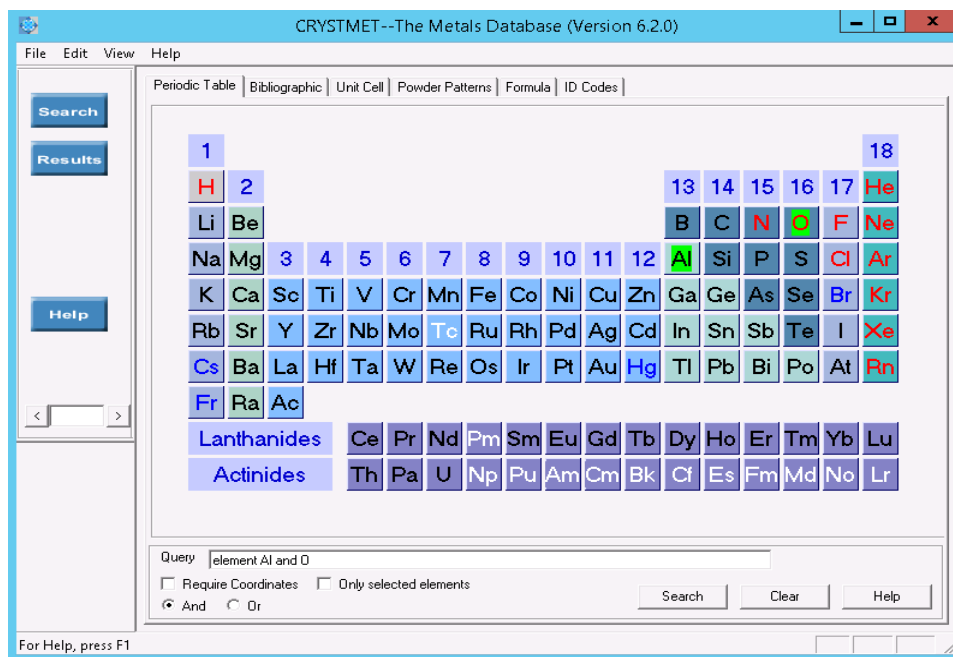 CRYSTMET--The Metals Database (Version 6.2.0)
File Edit View Help
Search
Results
Help
Periodic Table Bibliographic Unit Cell Powder Patterns Formula ID Codes
1 18
H 2 13 14 15 16 17 He
Li Be B C N O F Ne
Na Mg 3 4 5 6 7 8 9 10 11 12 Al Si P S Cl Ar
K Ca Sc Ti V Cr Mn Fe Co Ni Cu Zn Ga Ge As Se Br Kr
Rb Sr Y Zr Nb Mo Tc Ru Rh Pd Ag Cd In Sn Sb Te I Xe
Cs Ba La Hf Ta W Re Os Ir Pt Au Hg Tl Pb Bi Po At Rn
Fr Ra Ac
Lanthanides Ce Pr Nd Pm Sm Eu Gd Tb Dy Ho Er Tm Yb Lu
Actinides Th Pa U Np Pu Am Cm Bk Cf Es Fm Md No Lr
Query element Al and O
Require Coordinates Only selected elements
And Or Search Clear Help
For Help, press F1